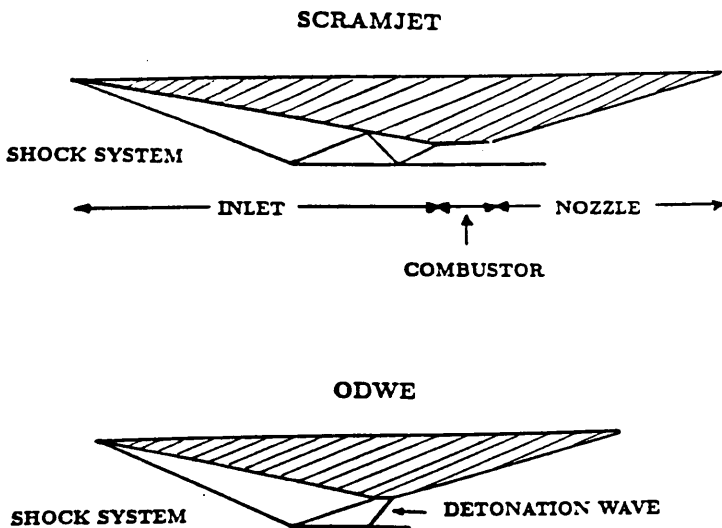 SCRAMJET
SHOCK SYSTEM
INLET
NOZZLE
COMBUSTOR
ODWE
SHOCK SYSTEM
DETONATION WAVE